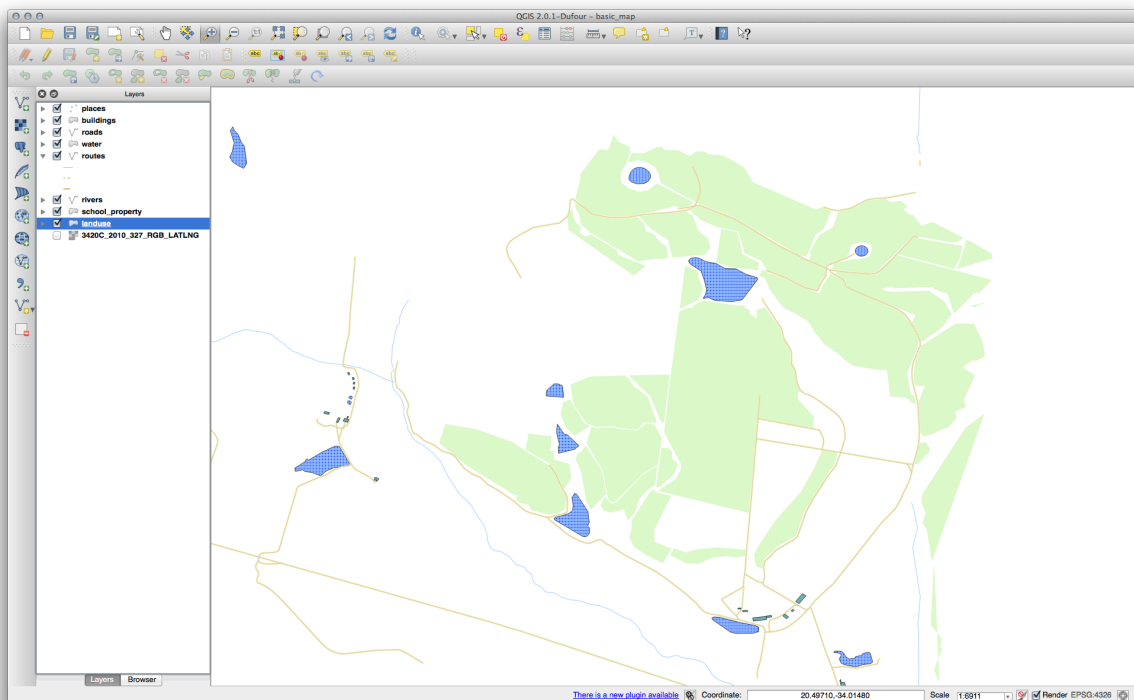 QGIS 2.0.1-Dufour - basic_map
Layers
places
buildings
roads
water
routes
rivers
school_property
landuse
3420C_2010_327_RGB_LATLNG
Layers Browser
There is a new plugin available Coordinate: 20.49710,-34.01480 Scale 1:6911 Render EPSG:4326